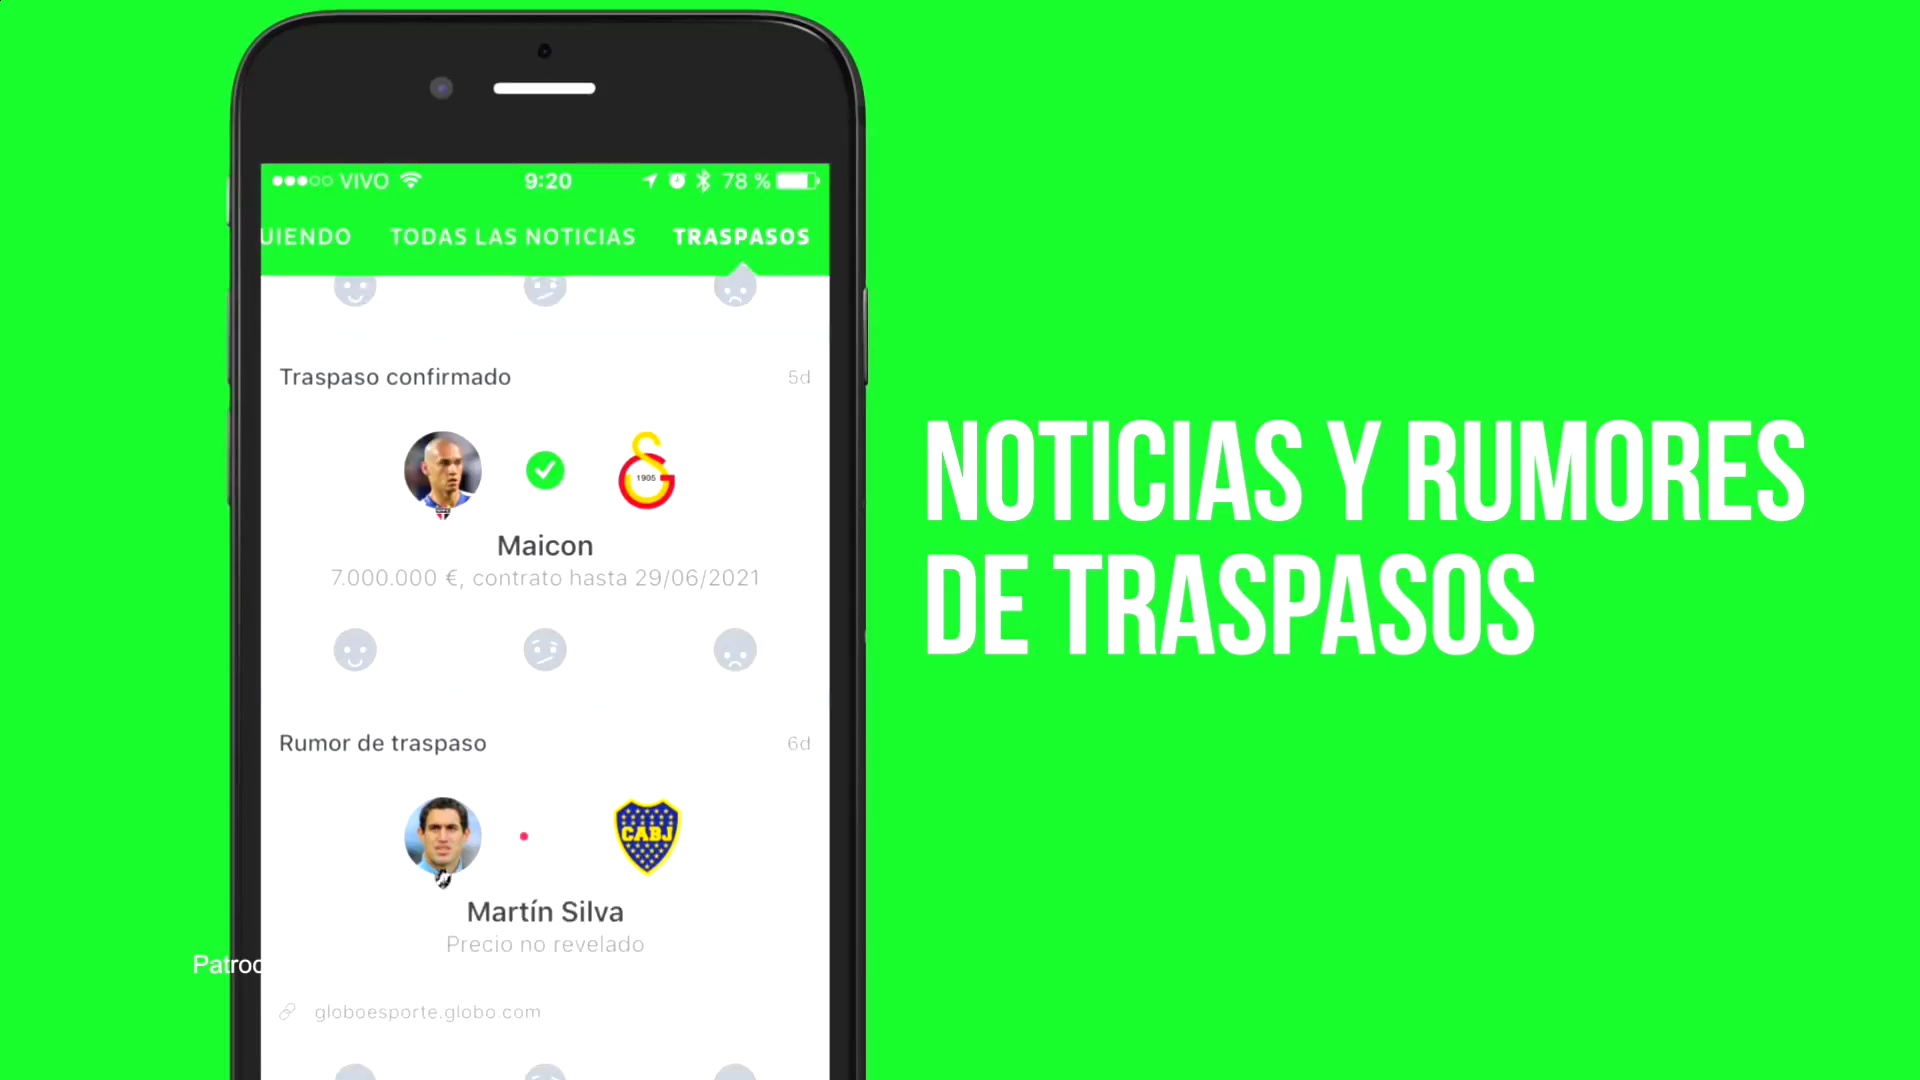 VIVO 9:20 78 %
UIENDO TODAS LAS NOTICIAS TRASPASOS
Traspaso confirmado 5d
1905
Maicon
7.000.000 €, contrato hasta 29/06/2021
NOTICIAS Y RUMORES
DE TRASPASOS
Rumor de traspaso 6d
CABJ
Martín Silva
Precio no revelado
Patroc
globoesporte.globo.com